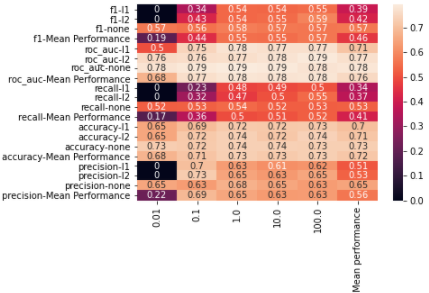 f1-l1 0 0.34 0.54 0.54 0.55 0.39
f1-l2 0 0.43 0.54 0.55 0.59 0.42
f1-none 0.57 0.56 0.58 0.57 0.57 0.57
f1-Mean Performance 0.19 0.44 0.55 0.55 0.57 0.46
roc_auc-l1 0.5 0.75 0.78 0.77 0.77 0.71
roc_auc-l2 0.76 0.76 0.77 0.78 0.79 0.77
roc_auc-none 0.78 0.79 0.79 0.79 0.78 0.78
roc_auc-Mean Performance 0.68 0.77 0.78 0.78 0.78 0.76
recall-l1 0 0.23 0.48 0.49 0.5 0.34
recall-l2 0 0.32 0.47 0.5 0.55 0.37
recall-none 0.52 0.53 0.54 0.52 0.53 0.53
recall-Mean Performance 0.17 0.36 0.5 0.51 0.52 0.41
accuracy-l1 0.65 0.69 0.72 0.72 0.73 0.7
accuracy-l2 0.65 0.72 0.74 0.72 0.74 0.71
accuracy-none 0.73 0.72 0.74 0.74 0.73 0.73
accuracy-Mean Performance 0.68 0.71 0.73 0.73 0.73 0.72
precision-l1 0 0.7 0.63 0.61 0.62 0.51
precision-l2 0 0.73 0.65 0.63 0.65 0.53
precision-none 0.65 0.63 0.68 0.65 0.63 0.65
precision-Mean Performance 0.22 0.69 0.65 0.63 0.63 0.56
0.01 0.1 1.0 10.0 100.0 Mean performance
0.7
0.6
0.5
0.4
0.3
0.2
0.1
0.0